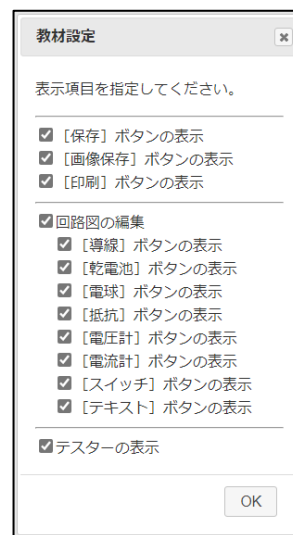 教材設定
表示項目を指定してください。
［保存］ボタンの表示
［画像保存］ボタンの表示
［印刷］ボタンの表示
回路図の編集
［導線］ボタンの表示
［乾電池］ボタンの表示
［電球］ボタンの表示
［抵抗］ボタンの表示
［電圧計］ボタンの表示
［電流計］ボタンの表示
［スイッチ］ボタンの表示
［テキスト］ボタンの表示
テスターの表示
OK